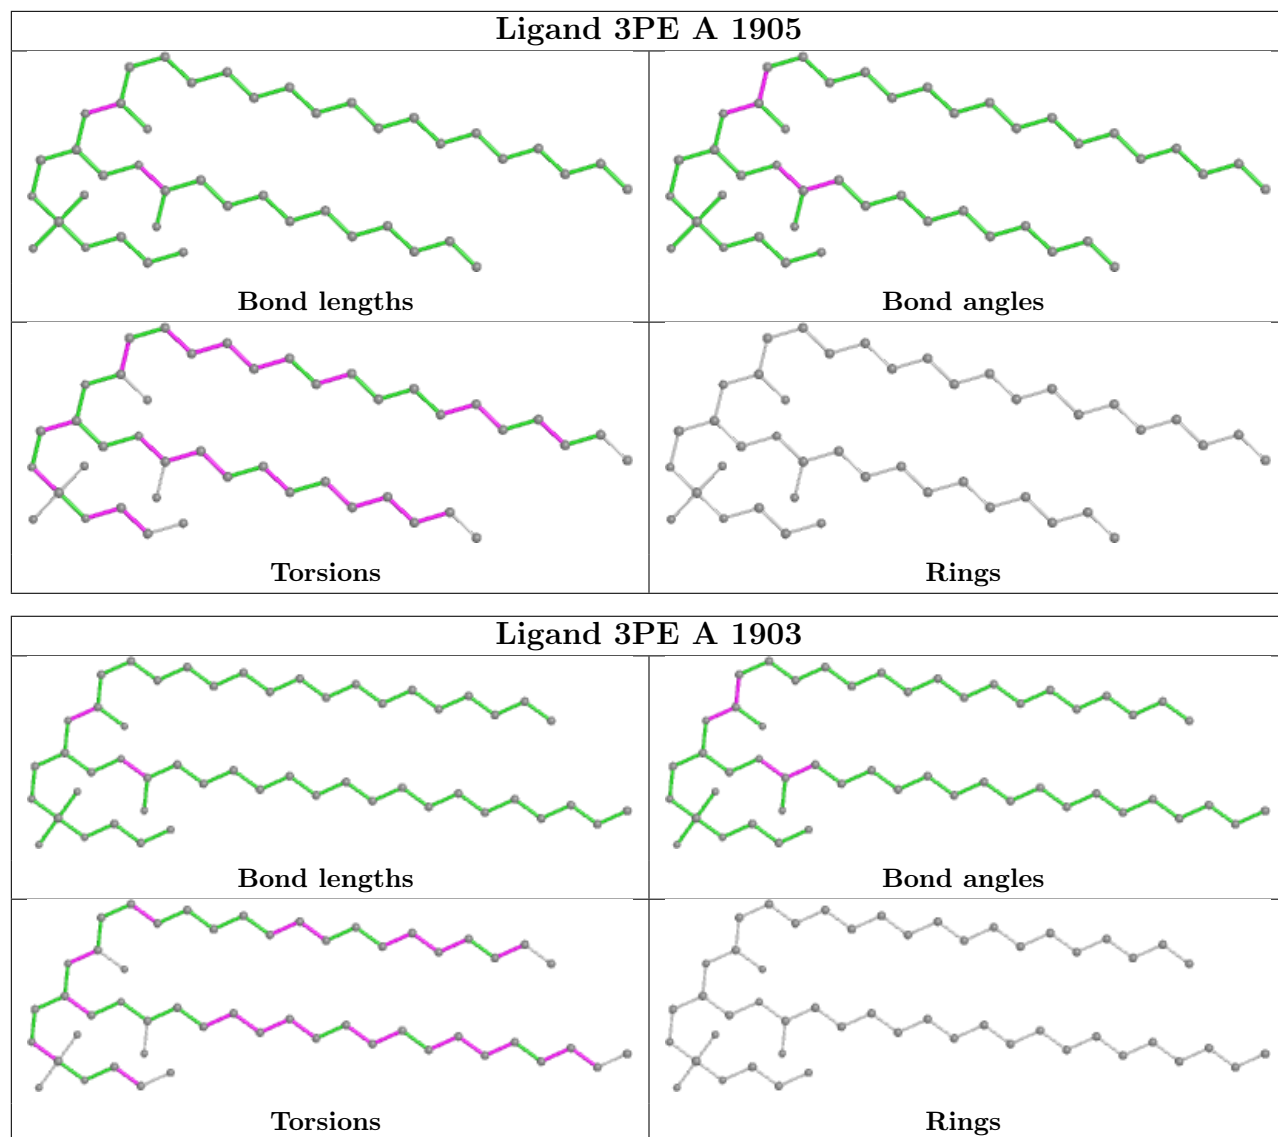 Ligand 3PE A 1905
Bond lengths
Bond angles
Torsions
Rings
Ligand 3PE A 1903
Bond lengths
Bond angles
Torsions
Rings